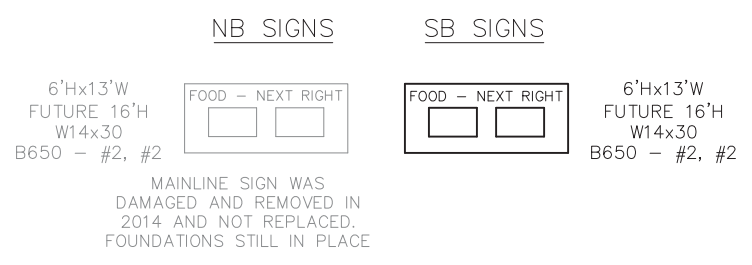 NB SIGNS
SB SIGNS
6'Hx13'W
FUTURE 16'H
W14x30
B650 – #2, #2
FOOD – NEXT RIGHT
FOOD – NEXT RIGHT
6'Hx13'W
FUTURE 16'H
W14x30
B650 – #2, #2
MAINLINE SIGN WAS
DAMAGED AND REMOVED IN
2014 AND NOT REPLACED.
FOUNDATIONS STILL IN PLACE